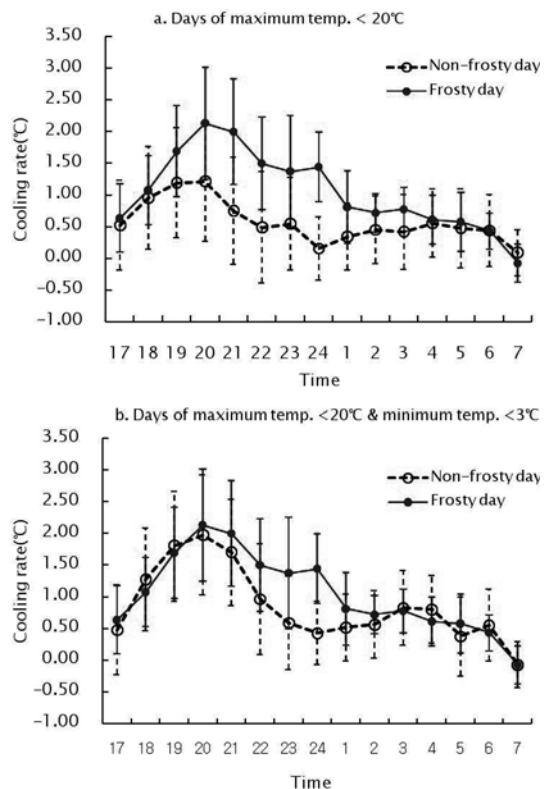 a. Days of maximum temp. < 20℃
3.50
3.00
2.50
2.00
1.50
1.00
0.50
0.00
−0.50
−1.00
Cooling rate(℃)
Non−frosty day
Frosty day
17 18 19 20 21 22 23 24 1 2 3 4 5 6 7
Time
b. Days of maximum temp. <20℃ & minimum temp. <3℃
3.50
3.00
2.50
2.00
1.50
1.00
0.50
0.00
−0.50
−1.00
Cooling rate(℃)
Non−frosty day
Frosty day
17 18 19 20 21 22 23 24 1 2 3 4 5 6 7
Time